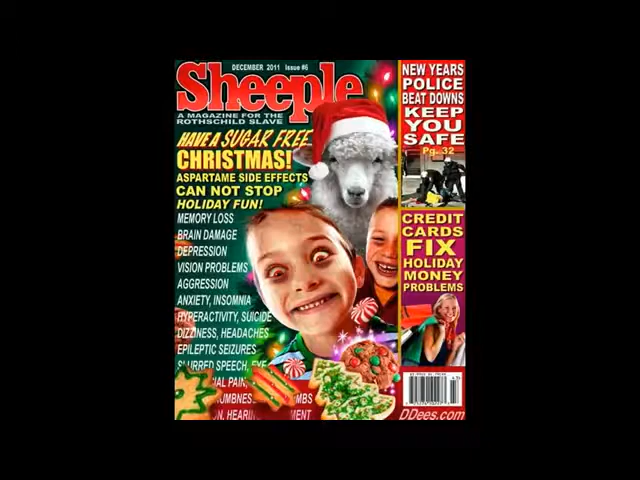 DECEMBER 2011 Issue #6
Sheeple
A MAGAZINE FOR THE
ROTHSCHILD SLAVE
HAVE A SUGAR FREE
CHRISTMAS!
ASPARTAME SIDE EFFECTS
CAN NOT STOP
HOLIDAY FUN!
MEMORY LOSS
BRAIN DAMAGE
DEPRESSION
VISION PROBLEMS
AGGRESSION
ANXIETY, INSOMNIA
HYPERACTIVITY, SUICIDE
DIZZINESS, HEADACHES
EPILEPTIC SEIZURES
SLURRED SPEECH, EYE
PAIN,
NEW YEARS
POLICE
BEAT DOWNS
KEEP
YOU
SAFE
Pg. 32
CREDIT
CARDS
FIX
HOLIDAY
MONEY
PROBLEMS
DDees.com